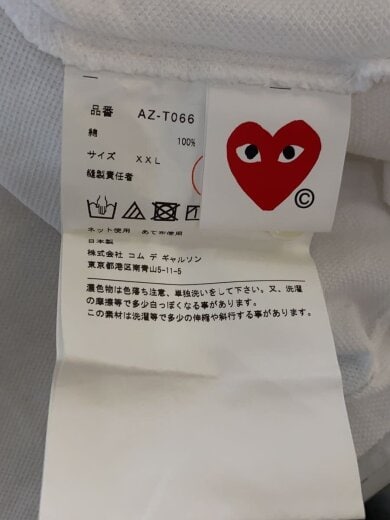 品番 AZ-T066
綿 100%
サイズ XXL
縫製責任者
©
ネット使用 あて布使用
日本製
株式会社 コム デ ギャルソン
東京都港区南青山5-11-5
濃色物は色落ち注意、単独洗いをして下さい。又、洗濯
の摩擦等で多少白っぽくなる事があります。
この素材は洗濯等で多少の伸縮や斜行する事があります。